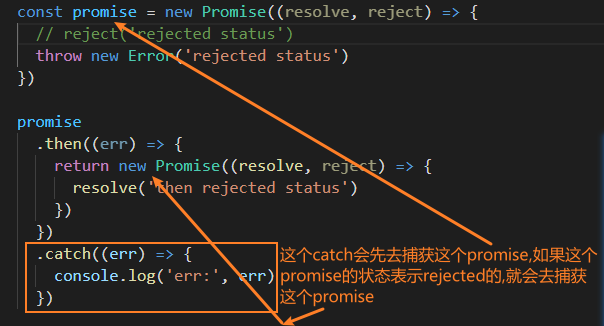 const promise = new Promise((resolve, reject) => {
// reject('rejected status')
throw new Error('rejected status')
})
promise
.then((err) => {
return new Promise((resolve, reject) => {
resolve('then rejected status')
})
})
.catch((err) => {
console.log('err:', err)
})
这个catch会先去捕获这个promise,如果这个
promise的状态表示rejected的,就会去捕获
这个promise